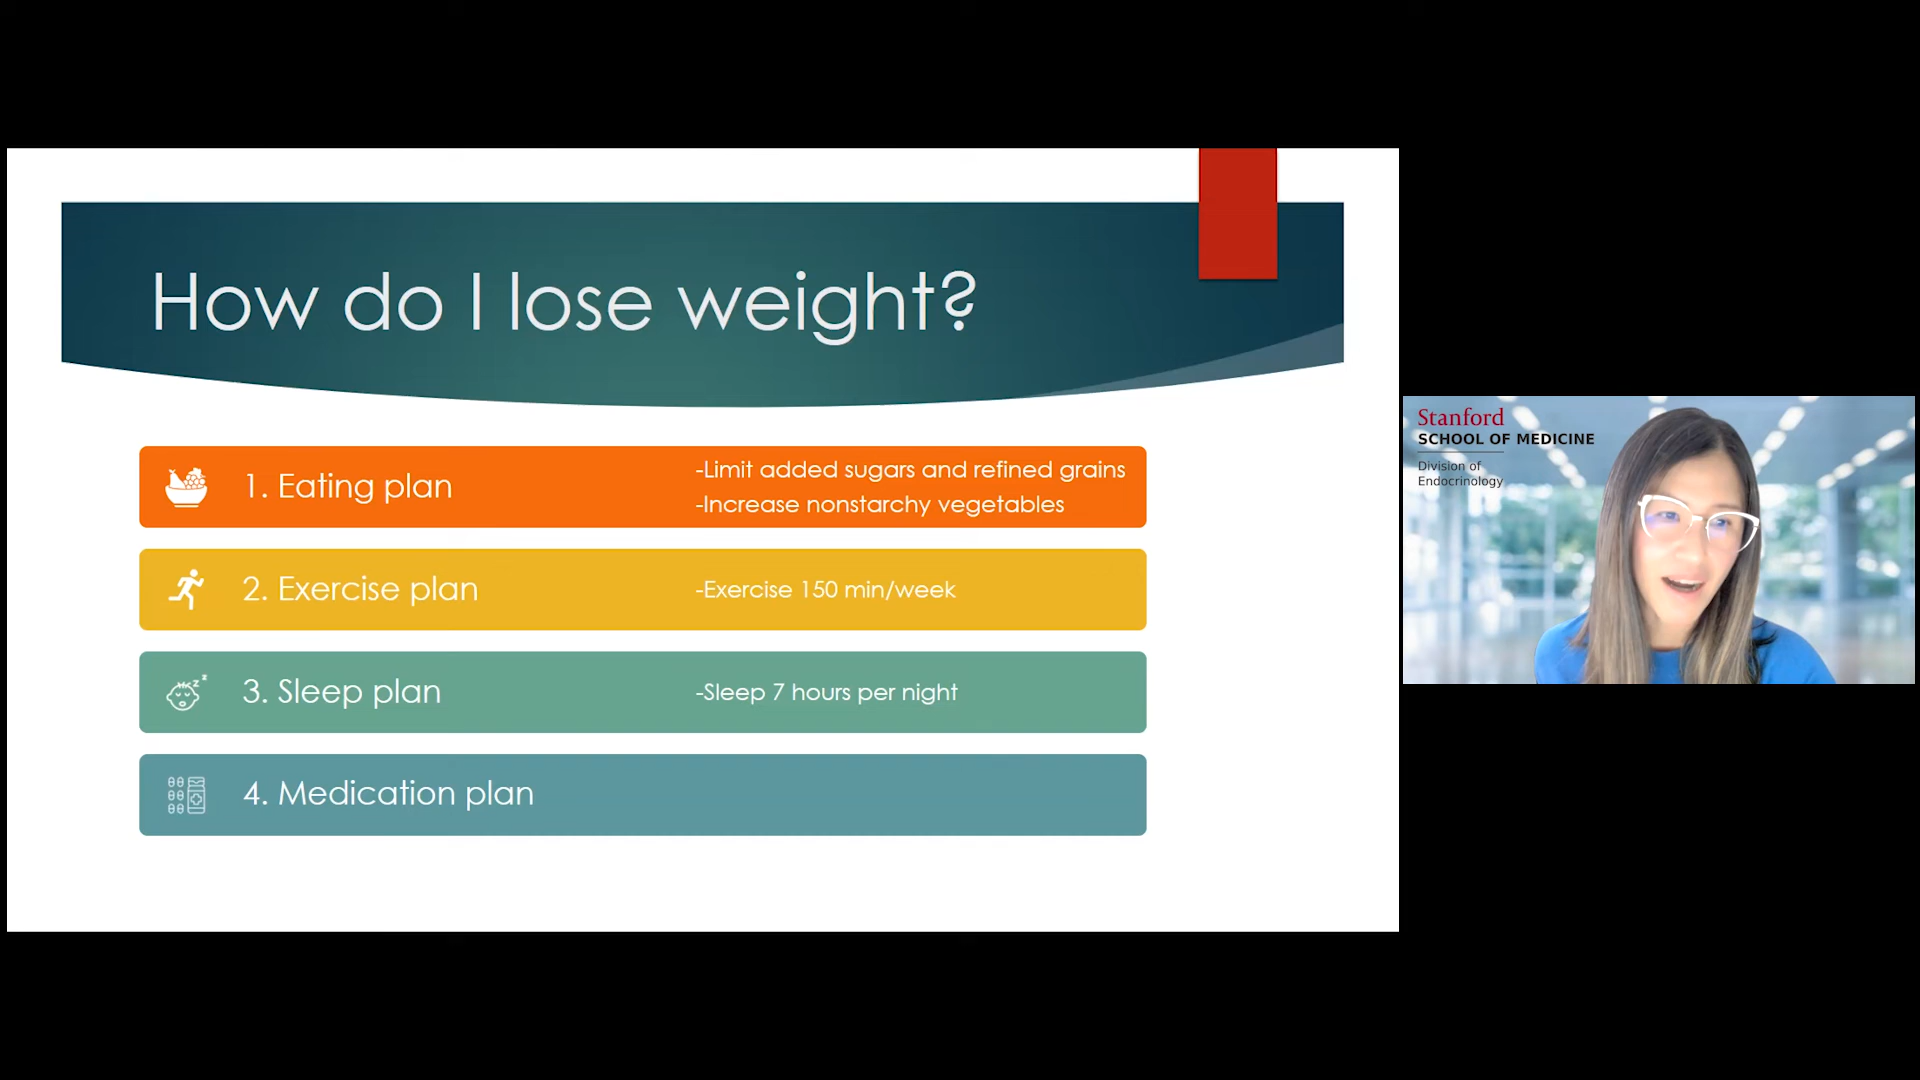 How do I lose weight?
1. Eating plan
-Limit added sugars and refined grains
-Increase nonstarchy vegetables
2. Exercise plan
-Exercise 150 min/week
3. Sleep plan
-Sleep 7 hours per night
4. Medication plan
Stanford
SCHOOL OF MEDICINE
Division of
Endocrinology